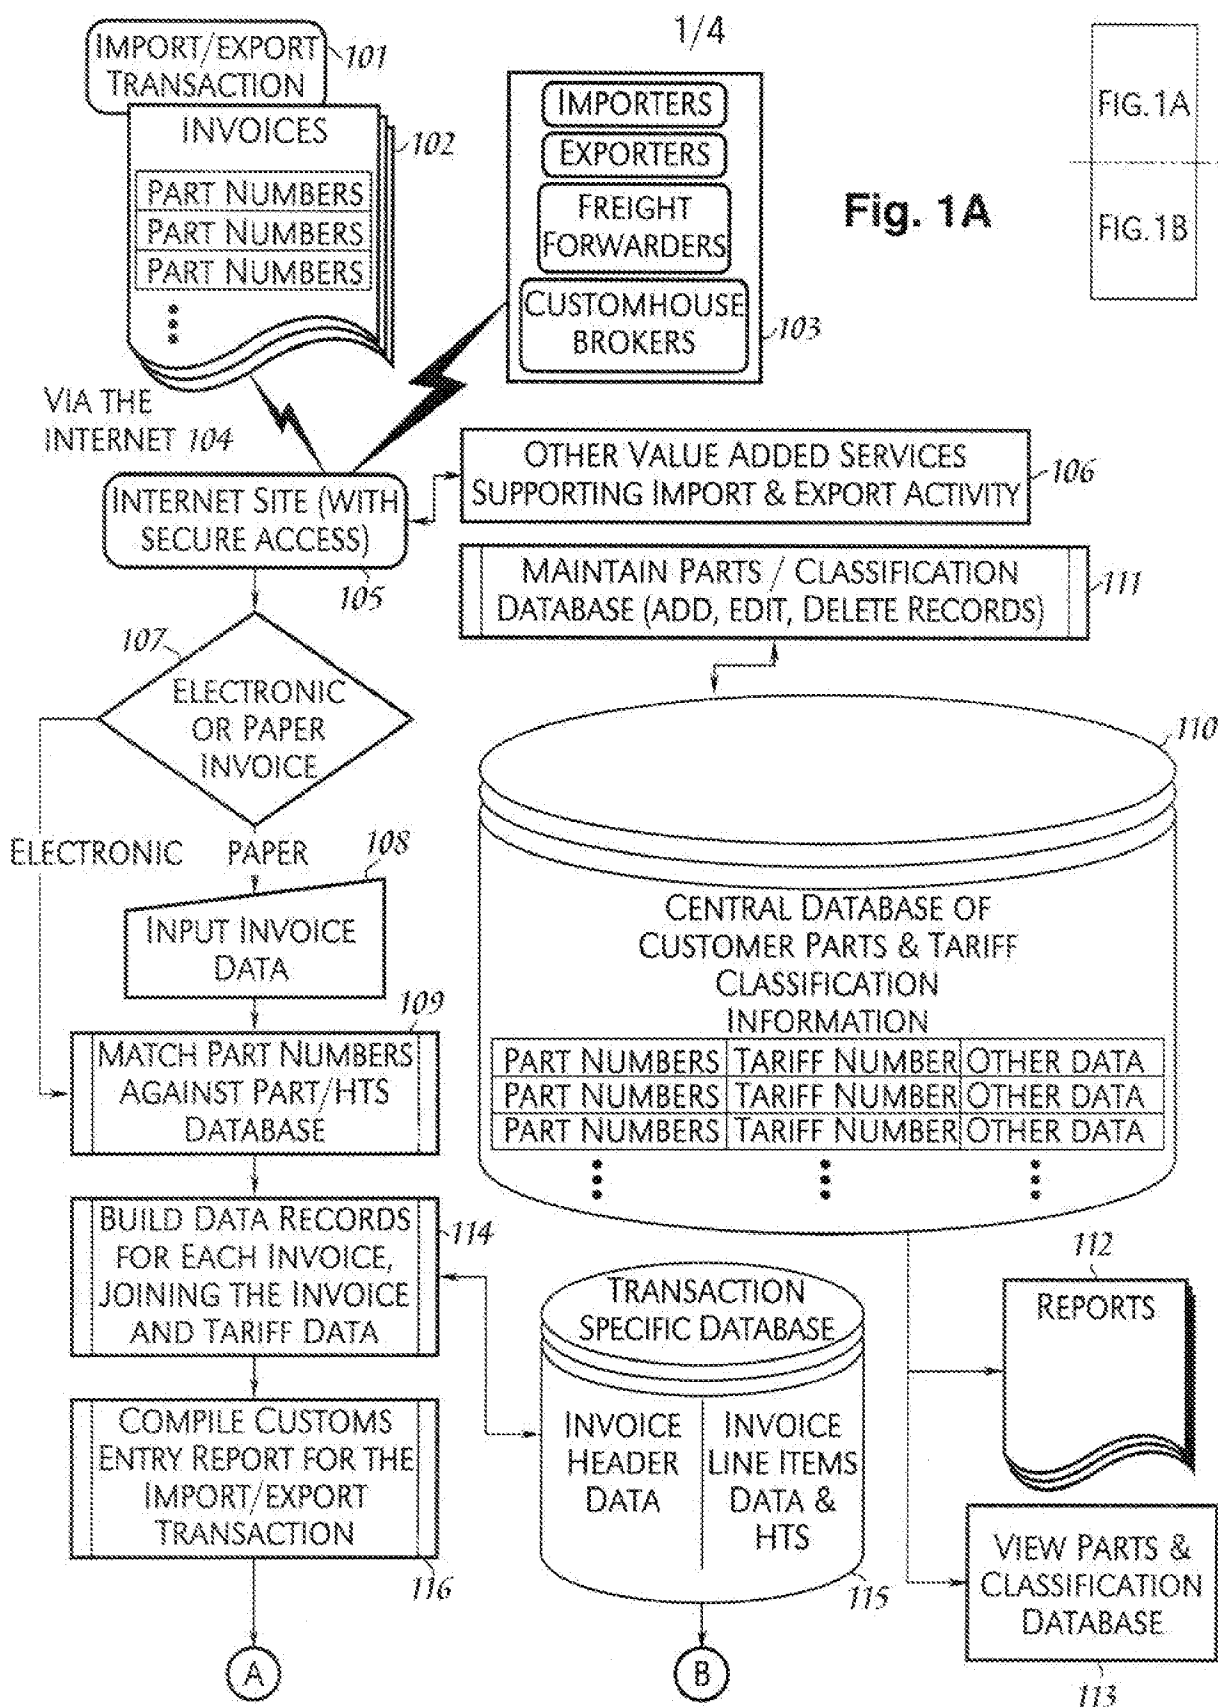 1/4
IMPORT/EXPORT
TRANSACTION
101
INVOICES
102
PART NUMBERS
PART NUMBERS
PART NUMBERS
IMPORTERS
EXPORTERS
FREIGHT
FORWARDERS
CUSTOMHOUSE
BROKERS
103
Fig. 1A
FIG. 1A
FIG. 1B
VIA THE
INTERNET 104
INTERNET SITE (WITH
SECURE ACCESS)
105
OTHER VALUE ADDED SERVICES
SUPPORTING IMPORT & EXPORT ACTIVITY
106
MAINTAIN PARTS / CLASSIFICATION
DATABASE (ADD, EDIT, DELETE RECORDS)
111
107
ELECTRONIC
OR PAPER
INVOICE
ELECTRONIC
PAPER
108
INPUT INVOICE
DATA
110
CENTRAL DATABASE OF
CUSTOMER PARTS & TARIFF
CLASSIFICATION
INFORMATION
PART NUMBERS TARIFF NUMBER OTHER DATA
PART NUMBERS TARIFF NUMBER OTHER DATA
PART NUMBERS TARIFF NUMBER OTHER DATA
109
MATCH PART NUMBERS
AGAINST PART/HTS
DATABASE
BUILD DATA RECORDS
FOR EACH INVOICE,
JOINING THE INVOICE
AND TARIFF DATA
114
TRANSACTION
SPECIFIC DATABASE
INVOICE
HEADER
DATA
INVOICE
LINE ITEMS
DATA &
HTS
115
112
REPORTS
COMPILE CUSTOMS
ENTRY REPORT FOR THE
IMPORT/EXPORT
TRANSACTION
116
VIEW PARTS &
CLASSIFICATION
DATABASE
113
A
B